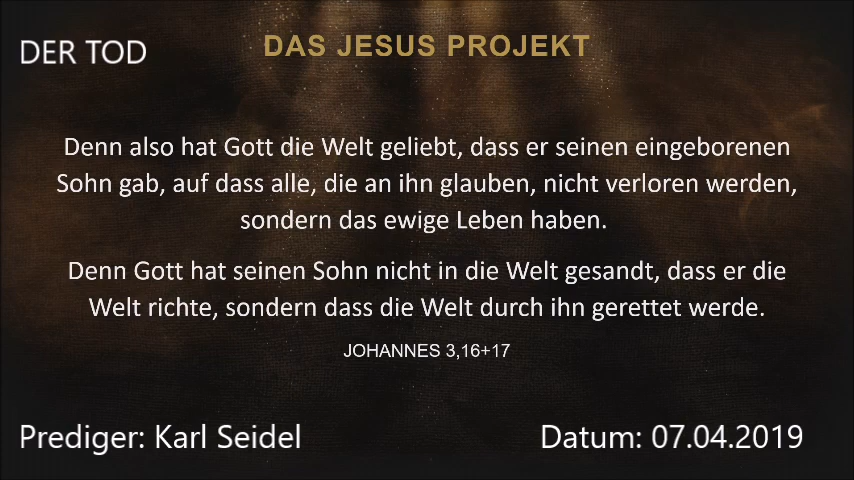 DER TOD
DAS JESUS PROJEKT
Denn also hat Gott die Welt geliebt, dass er seinen eingeborenen
Sohn gab, auf dass alle, die an ihn glauben, nicht verloren werden,
sondern das ewige Leben haben.
Denn Gott hat seinen Sohn nicht in die Welt gesandt, dass er die
Welt richte, sondern dass die Welt durch ihn gerettet werde.
JOHANNES 3,16+17
Prediger: Karl Seidel
Datum: 07.04.2019